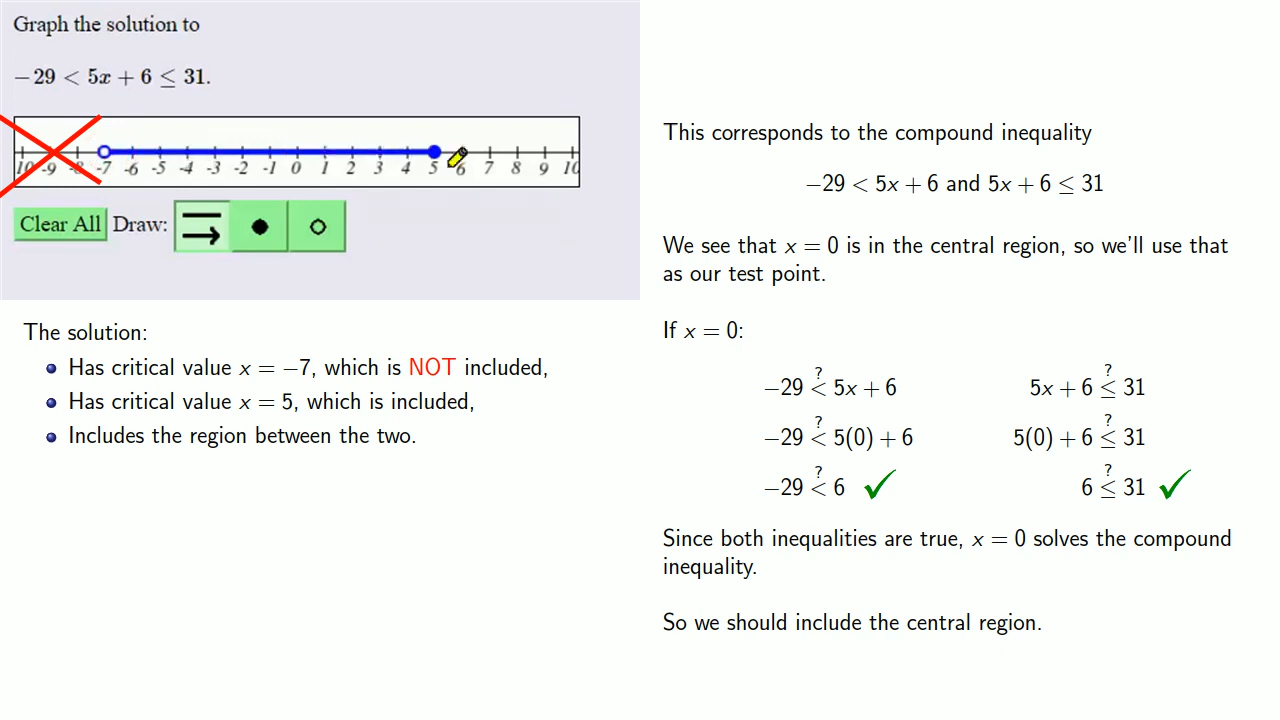 Graph the solution to
−29 < 5x + 6 ≤ 31.
10 -9 -8 -7 -6 -5 -4 -3 -2 -1 0 1 2 3 4 5 6 7 8 9 10
Clear All Draw:
The solution:
Has critical value x = −7, which is NOT included,
Has critical value x = 5, which is included,
Includes the region between the two.
This corresponds to the compound inequality
−29 < 5x + 6 and 5x + 6 ≤ 31
We see that x = 0 is in the central region, so we'll use that
as our test point.
If x = 0:
−29 <? 5x + 6 5x + 6 ≤? 31
−29 <? 5(0) + 6 5(0) + 6 ≤? 31
−29 <? 6 ✓ 6 ≤? 31 ✓
Since both inequalities are true, x = 0 solves the compound
inequality.
So we should include the central region.